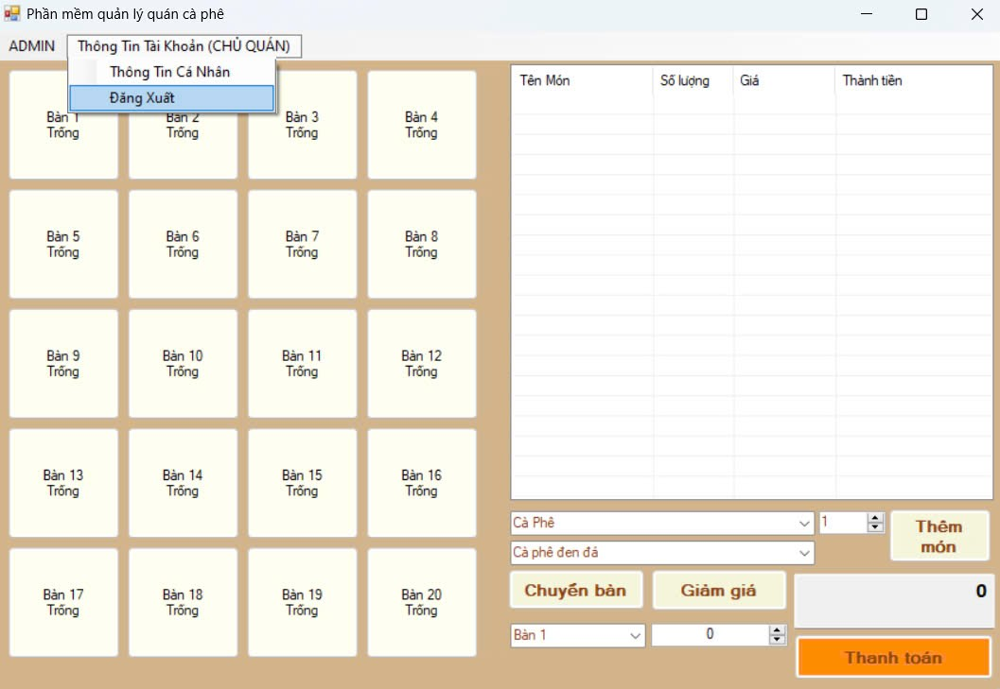 Phần mềm quản lý quán cà phê
ADMIN Thông Tin Tài Khoản (CHỦ QUÁN)
Thông Tin Cá Nhân
Đăng Xuất
Bàn 1
Trống
Bàn 2
Trống
Bàn 3
Trống
Bàn 4
Trống
Bàn 5
Trống
Bàn 6
Trống
Bàn 7
Trống
Bàn 8
Trống
Bàn 9
Trống
Bàn 10
Trống
Bàn 11
Trống
Bàn 12
Trống
Bàn 13
Trống
Bàn 14
Trống
Bàn 15
Trống
Bàn 16
Trống
Bàn 17
Trống
Bàn 18
Trống
Bàn 19
Trống
Bàn 20
Trống
Tên Món Số lượng Giá Thành tiền
Cà Phê 1
Cà phê đen đá
Thêm
món
Chuyển bàn Giảm giá
0
Bàn 1 0
Thanh toán